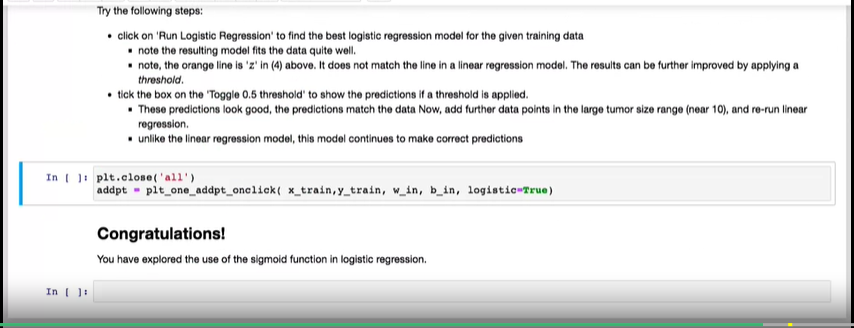 Try the following steps:
• click on 'Run Logistic Regression' to find the best logistic regression model for the given training data
▪ note the resulting model fits the data quite well.
▪ note, the orange line is 'z' in (4) above. It does not match the line in a linear regression model. The results can be further improved by applying a
threshold.
• tick the box on the 'Toggle 0.5 threshold' to show the predictions if a threshold is applied.
▪ These predictions look good, the predictions match the data Now, add further data points in the large tumor size range (near 10), and re-run linear
regression.
▪ unlike the linear regression model, this model continues to make correct predictions
In [ ]: plt.close('all')
addpt = plt_one_addpt_onclick( x_train,y_train, w_in, b_in, logistic=True)
Congratulations!
You have explored the use of the sigmoid function in logistic regression.
In [ ]: